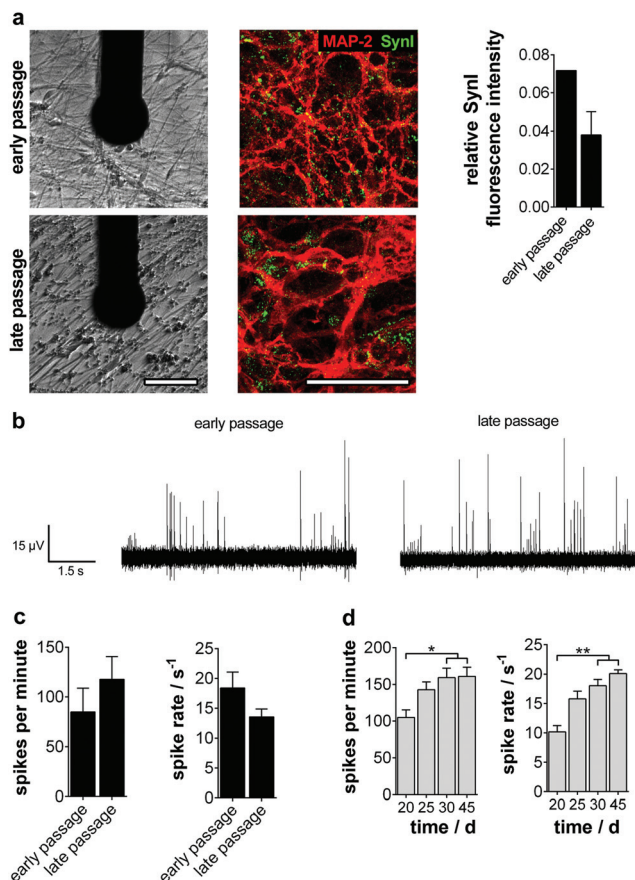 a
early passage
late passage
MAP-2 SynI
relative SynI
fluorescence intensity
0.08
0.06
0.04
0.02
0.00
early passage
late passage
b
early passage
late passage
15 µV
1.5 s
c
spikes per minute
150
100
50
0
early passage
late passage
spike rate / s-1
25
20
15
10
5
0
early passage
late passage
d
spikes per minute
200
150
100
50
0
*
20 25 30 45
time / d
spike rate / s-1
25
20
15
10
5
0
**
20 25 30 45
time / d